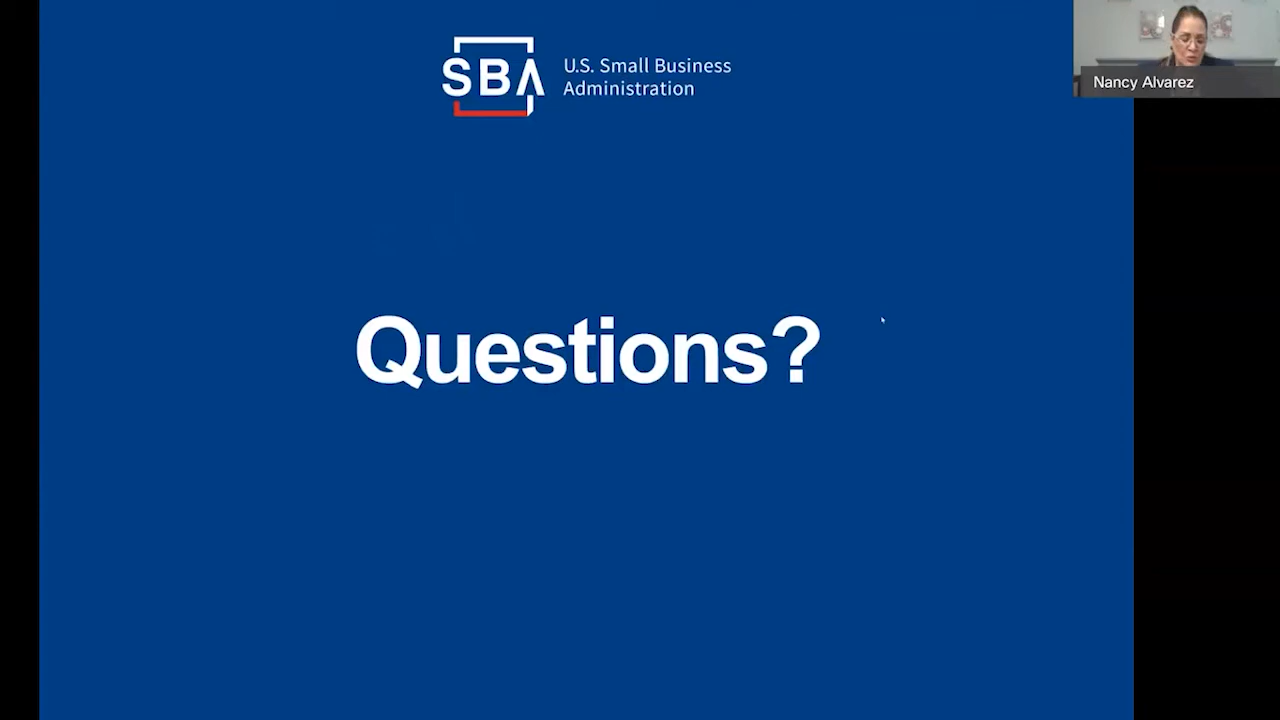 SBA
U.S. Small Business
Administration
Nancy Alvarez
Questions?